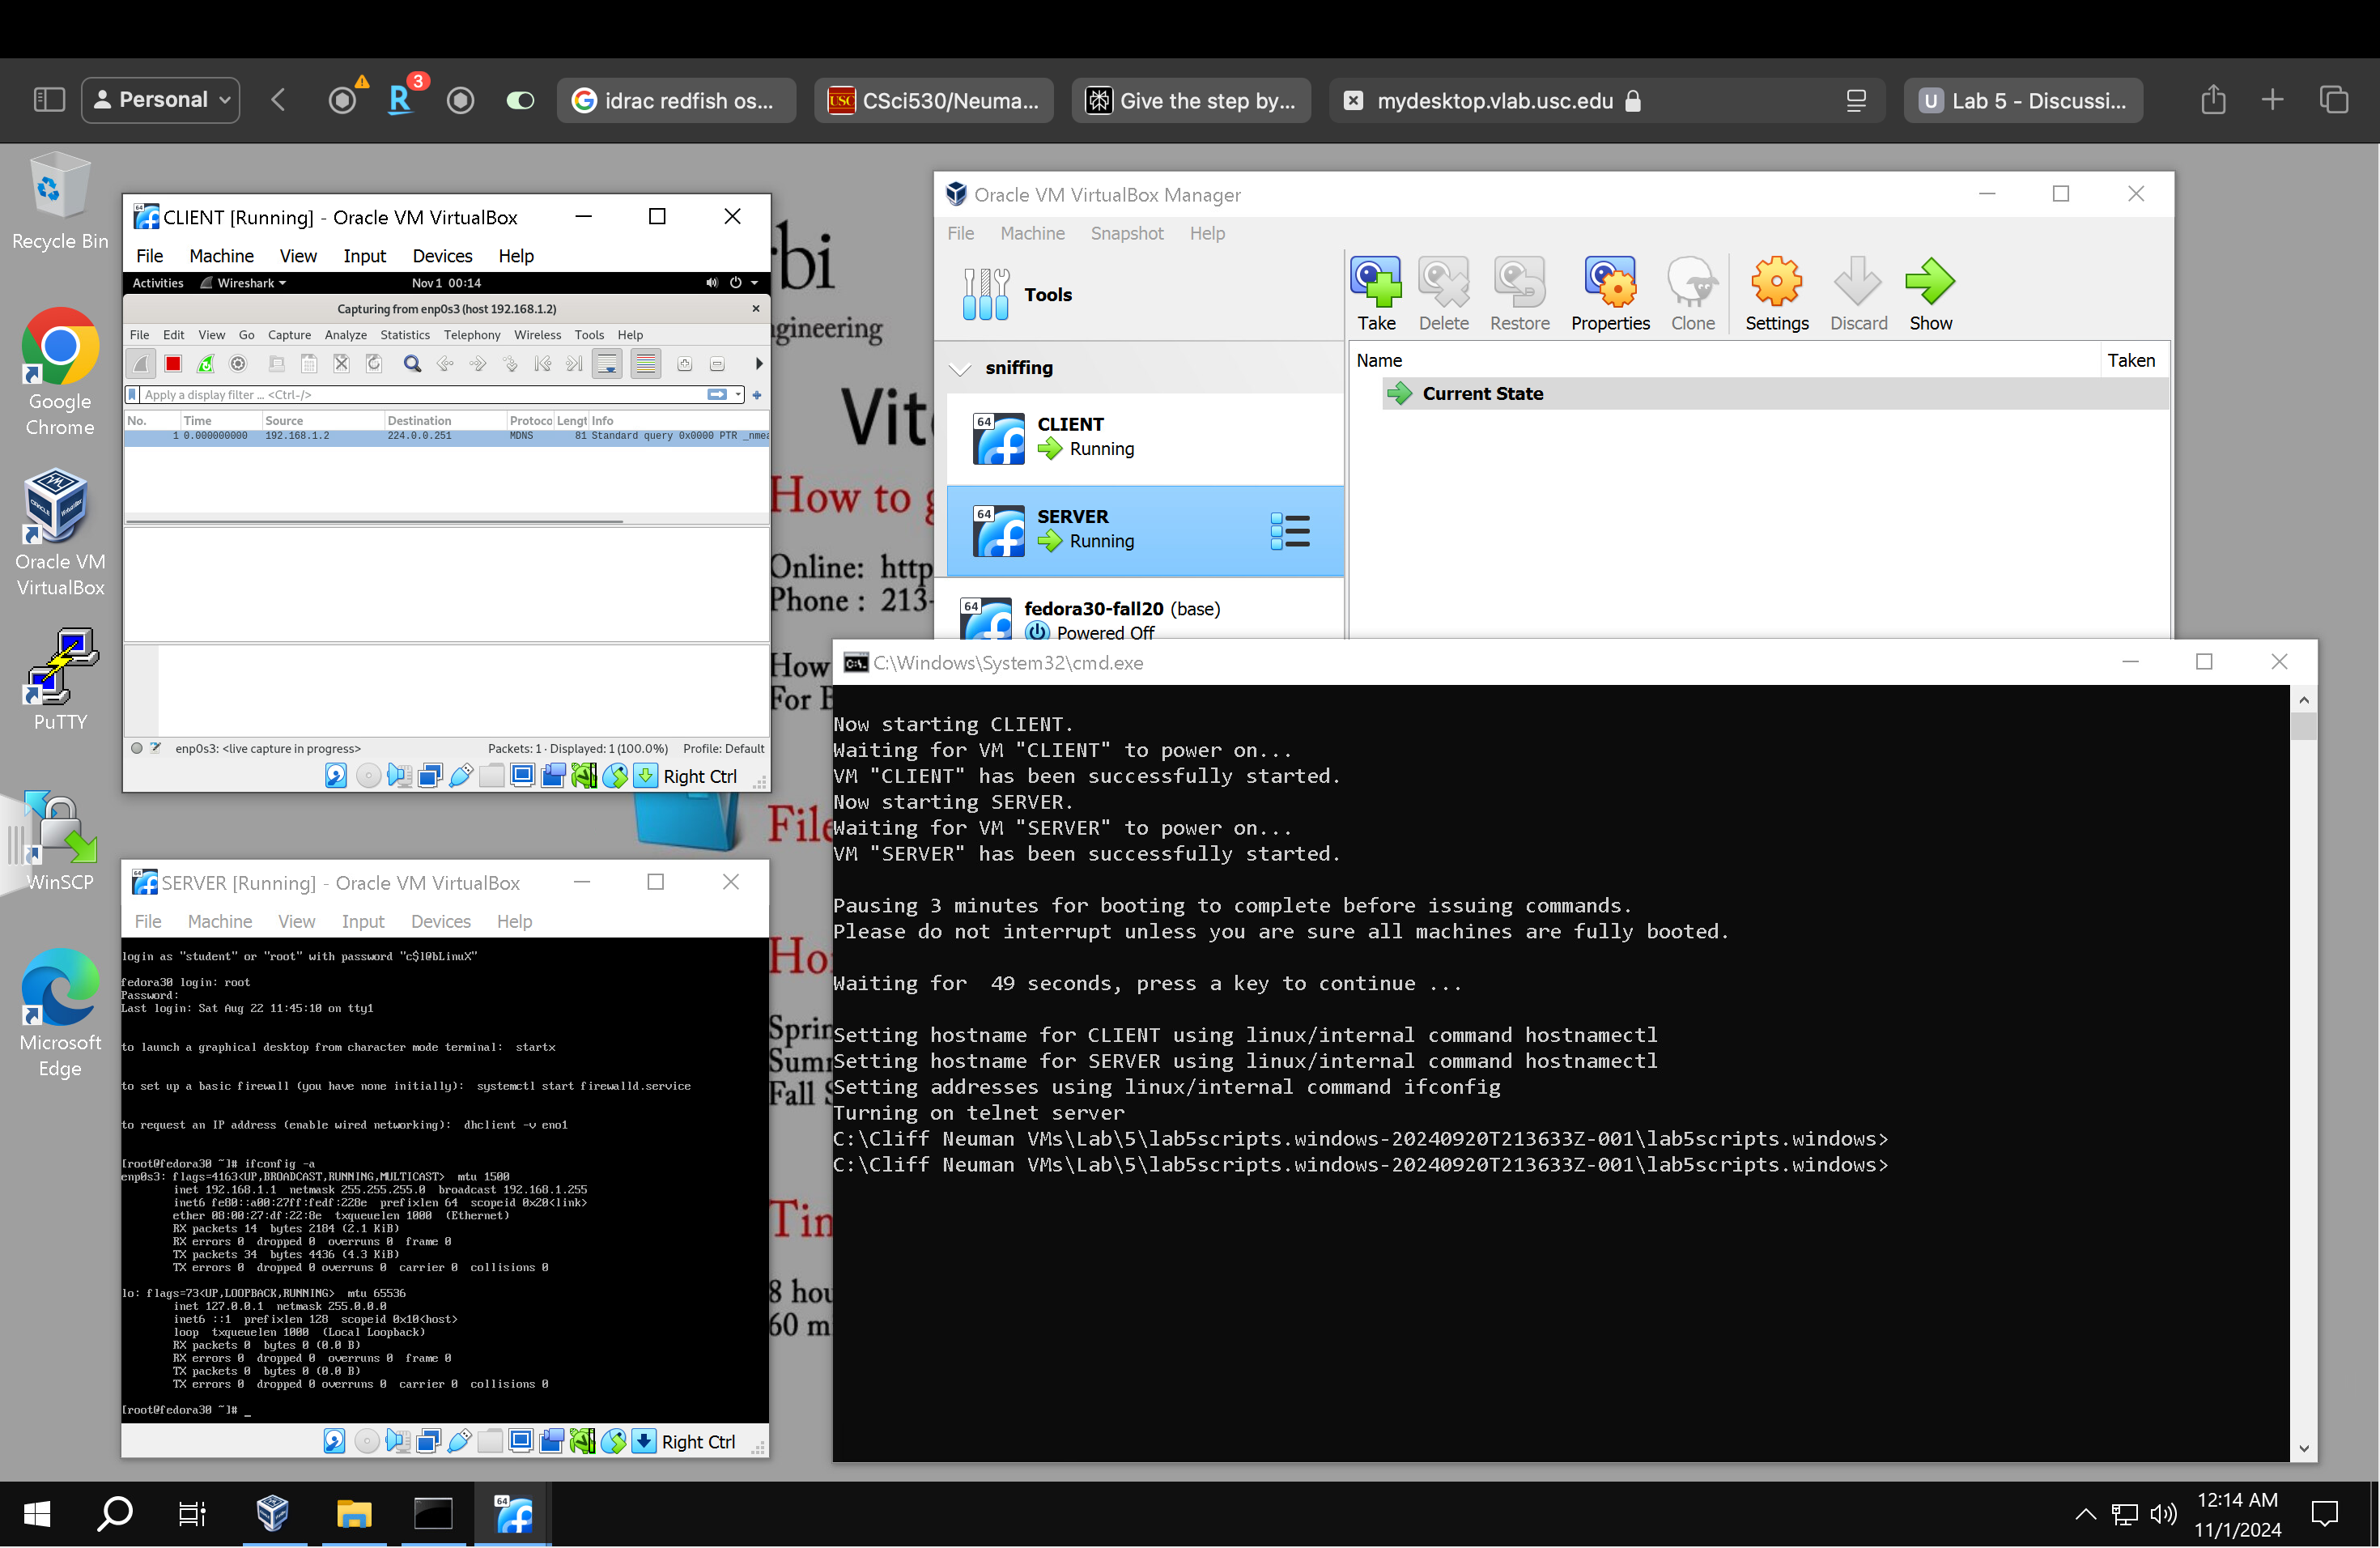 Personal
3
idrac redfish os...
USC
CSci530/Neuma...
Give the step by...
mydesktop.vlab.usc.edu
U
Lab 5 - Discussi...
Recycle Bin
Google
Chrome
Oracle VM
VirtualBox
PuTTY
WinSCP
Microsoft
Edge
CLIENT [Running] - Oracle VM VirtualBox
File Machine View Input Devices Help
Activities Wireshark Nov 1 00:14
Capturing from enp0s3 (host 192.168.1.2)
File Edit View Go Capture Analyze Statistics Telephony Wireless Tools Help
Apply a display filter ... <Ctrl-/>
No. Time Source Destination Protoco Lengt Info
1 0.000000000 192.168.1.2 224.0.0.251 MDNS 81 Standard query 0x0000 PTR _nmea
enp0s3: <live capture in progress> Packets: 1 · Displayed: 1 (100.0%) Profile: Default
Right Ctrl
rbi
ngineering
Vit
How to g
Online: http
Phone : 213-
How
For B
File
Ho
Sprin
Summ
Fall S
Tim
8 hou
60 m
Oracle VM VirtualBox Manager
File Machine Snapshot Help
Tools
Take Delete Restore Properties Clone Settings Discard Show
sniffing
Name Taken
Current State
64
CLIENT
Running
64
SERVER
Running
64
fedora30-fall20 (base)
Powered Off
SERVER [Running] - Oracle VM VirtualBox
File Machine View Input Devices Help
login as "student" or "root" with password "c$l@bLinuX"
fedora30 login: root
Password:
Last login: Sat Aug 22 11:45:10 on tty1
to launch a graphical desktop from character mode terminal: startx
to set up a basic firewall (you have none initially): systemctl start firewalld.service
to request an IP address (enable wired networking): dhclient -v eno1
[root@fedora30 ~]# ifconfig -a
enp0s3: flags=4163<UP,BROADCAST,RUNNING,MULTICAST> mtu 1500
inet 192.168.1.1 netmask 255.255.255.0 broadcast 192.168.1.255
inet6 fe80::a00:27ff:fedf:228e prefixlen 64 scopeid 0x20<link>
ether 08:00:27:df:22:8e txqueuelen 1000 (Ethernet)
RX packets 14 bytes 2184 (2.1 KiB)
RX errors 0 dropped 0 overruns 0 frame 0
TX packets 34 bytes 4436 (4.3 KiB)
TX errors 0 dropped 0 overruns 0 carrier 0 collisions 0
lo: flags=73<UP,LOOPBACK,RUNNING> mtu 65536
inet 127.0.0.1 netmask 255.0.0.0
inet6 ::1 prefixlen 128 scopeid 0x10<host>
loop txqueuelen 1000 (Local Loopback)
RX packets 0 bytes 0 (0.0 B)
RX errors 0 dropped 0 overruns 0 frame 0
TX packets 0 bytes 0 (0.0 B)
TX errors 0 dropped 0 overruns 0 carrier 0 collisions 0
[root@fedora30 ~]# _
Right Ctrl
C:\Windows\System32\cmd.exe
Now starting CLIENT.
Waiting for VM "CLIENT" to power on...
VM "CLIENT" has been successfully started.
Now starting SERVER.
Waiting for VM "SERVER" to power on...
VM "SERVER" has been successfully started.
Pausing 3 minutes for booting to complete before issuing commands.
Please do not interrupt unless you are sure all machines are fully booted.
Waiting for 49 seconds, press a key to continue ...
Setting hostname for CLIENT using linux/internal command hostnamectl
Setting hostname for SERVER using linux/internal command hostnamectl
Setting addresses using linux/internal command ifconfig
Turning on telnet server
C:\Cliff Neuman VMs\Lab\5\lab5scripts.windows-20240920T213633Z-001\lab5scripts.windows>
C:\Cliff Neuman VMs\Lab\5\lab5scripts.windows-20240920T213633Z-001\lab5scripts.windows>
12:14 AM
11/1/2024